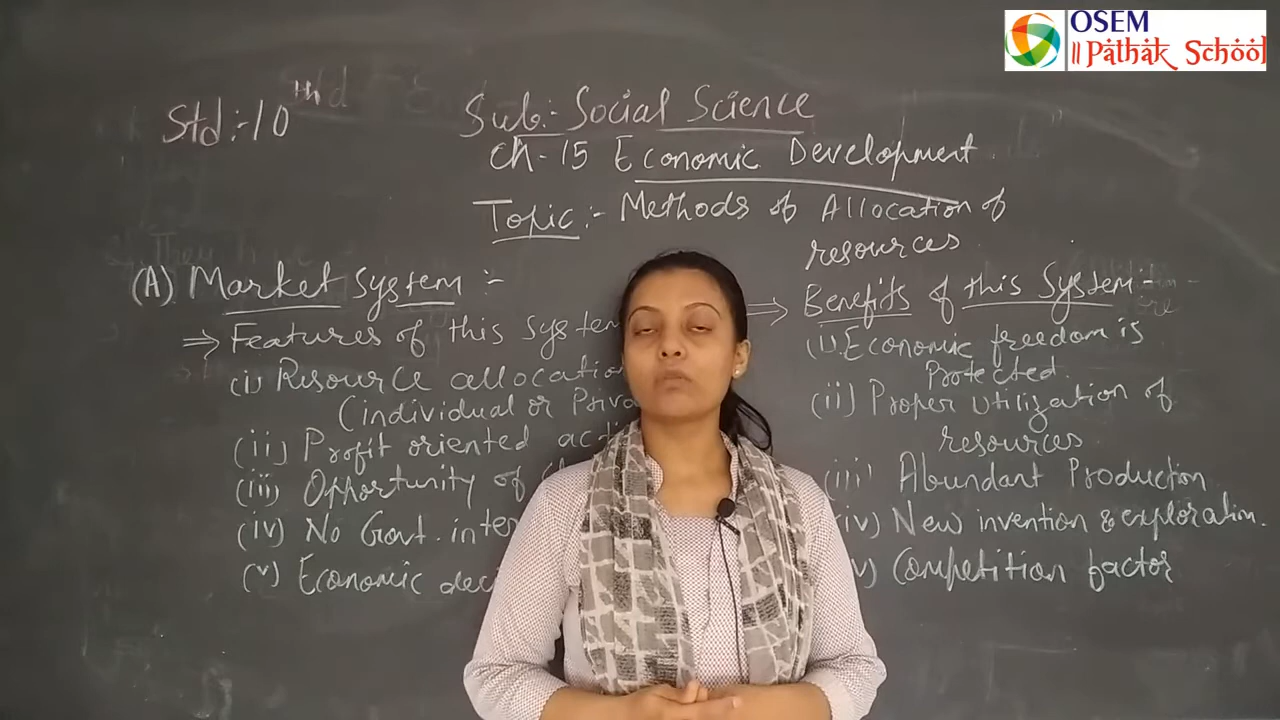 OSEM
॥ Pathak School
Std:-10th
Sub:- Social Science
Ch-15 Economic Development
Topic:- Methods of Allocation of
resources
(A) Market System:-
⇒ Features of this System
(i) Resource allocation
(individual or Priva
(ii) Profit oriented acti
(iii) Opportunity of
(iv) No Govt. inter
(v) Economic dec
⇒ Benefits of this System:-
(i) Economic freedom is
Protected.
(ii) Proper utilization of
resources.
(iii) Abundant Production
iv) New invention & exploration.
v) Competition factor